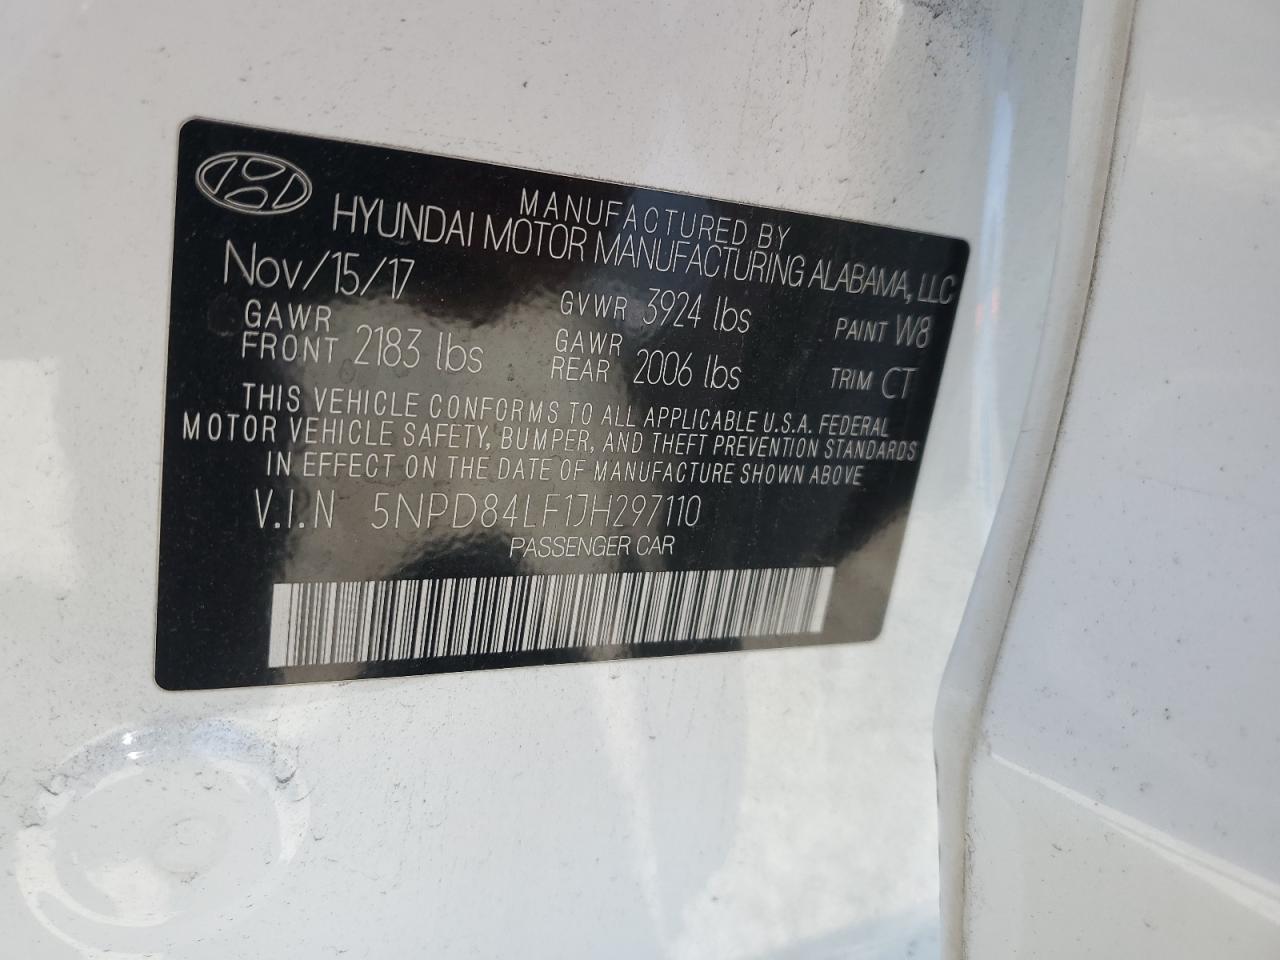 MANUFACTURED BY
HYUNDAI MOTOR MANUFACTURING ALABAMA, LLC
Nov/15/17 GVWR 3924 lbs PAINT W8
GAWR FRONT 2183 lbs GAWR REAR 2006 lbs TRIM CT
THIS VEHICLE CONFORMS TO ALL APPLICABLE U.S.A. FEDERAL
MOTOR VEHICLE SAFETY, BUMPER, AND THEFT PREVENTION STANDARDS
IN EFFECT ON THE DATE OF MANUFACTURE SHOWN ABOVE
V.I.N 5NPD84LF1JH297110
PASSENGER CAR